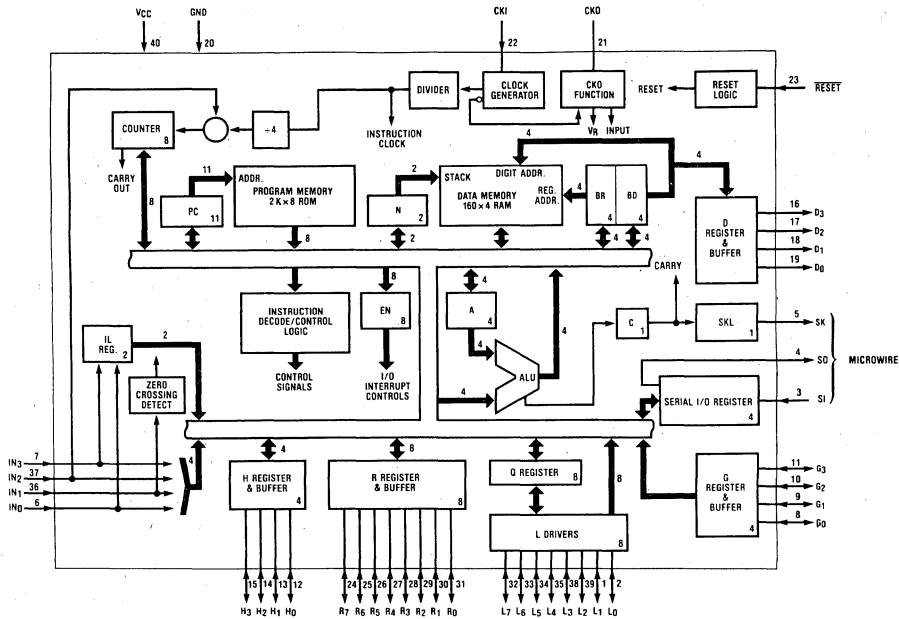 VCC
GND
CKI
CKO
40
20
22
21
DIVIDER
CLOCK
GENERATOR
CKO
FUNCTION
RESET
RESET
LOGIC
23
RESET
COUNTER
8
÷4
INSTRUCTION
CLOCK
VR
INPUT
4
4
CARRY
OUT
8
11
ADDR.
PROGRAM MEMORY
2K×8 ROM
PC
11
8
2
STACK
DIGIT ADDR.
DATA MEMORY
160×4 RAM
REG.
ADDR.
4
N
2
2
BR
BD
4
4
4
4
D
REGISTER
&
BUFFER
4
16
D3
17
D2
18
D1
19
D0
INSTRUCTION
DECODE/CONTROL
LOGIC
CONTROL
SIGNALS
8
EN
8
I/O
INTERRUPT
CONTROLS
4
A
4
4
ALU
4
4
CARRY
C
1
SKL
1
5
SK
4
SO
MICROWIRE
SERIAL I/O REGISTER
4
3
SI
IL
REG.
2
2
ZERO
CROSSING
DETECT
4
7
IN3
37
IN2
36
IN1
6
IN0
4
H REGISTER
& BUFFER
4
8
R REGISTER
& BUFFER
8
8
Q REGISTER
8
8
L DRIVERS
8
G
REGISTER
&
BUFFER
4
11
G3
10
G2
9
G1
8
G0
15
14
13
12
24
25
26
27
28
29
30
31
32
33
34
35
38
39
1
2
H3
H2
H1
H0
R7
R6
R5
R4
R3
R2
R1
R0
L7
L6
L5
L4
L3
L2
L1
L0